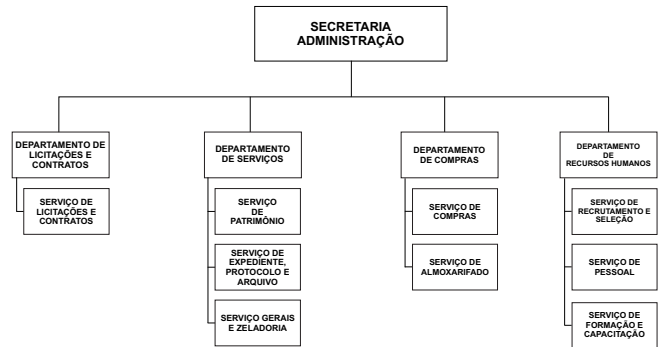 SECRETARIA
ADMINISTRAÇÃO
DEPARTAMENTO DE
LICITAÇÕES E
CONTRATOS
SERVIÇO DE
LICITAÇÕES E
CONTRATOS
DEPARTAMENTO
DE SERVIÇOS
SERVIÇO
DE
PATRIMÔNIO
SERVIÇO DE
EXPEDIENTE,
PROTOCOLO E
ARQUIVO
SERVIÇO GERAIS
E ZELADORIA
DEPARTAMENTO
DE COMPRAS
SERVIÇO DE
COMPRAS
SERVIÇO DE
ALMOXARIFADO
DEPARTAMENTO
DE
RECURSOS HUMANOS
SERVIÇO DE
RECRUTAMENTO E
SELEÇÃO
SERVIÇO DE
PESSOAL
SERVIÇO DE
FORMAÇÃO E
CAPACITAÇÃO